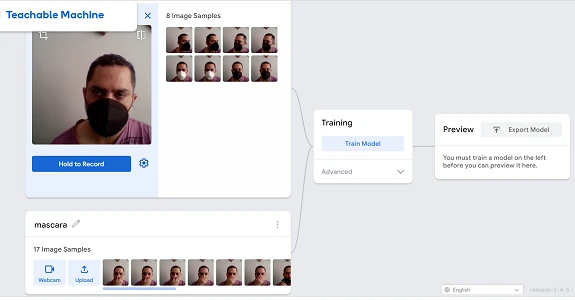 Teachable Machine
8 Image Samples
Hold to Record
Training
Train Model
Advanced
Preview
Export Model
You must train a model on the left
before you can preview it here.
mascara
17 Image Samples
Webcam
Upload
English
release-2-4-5